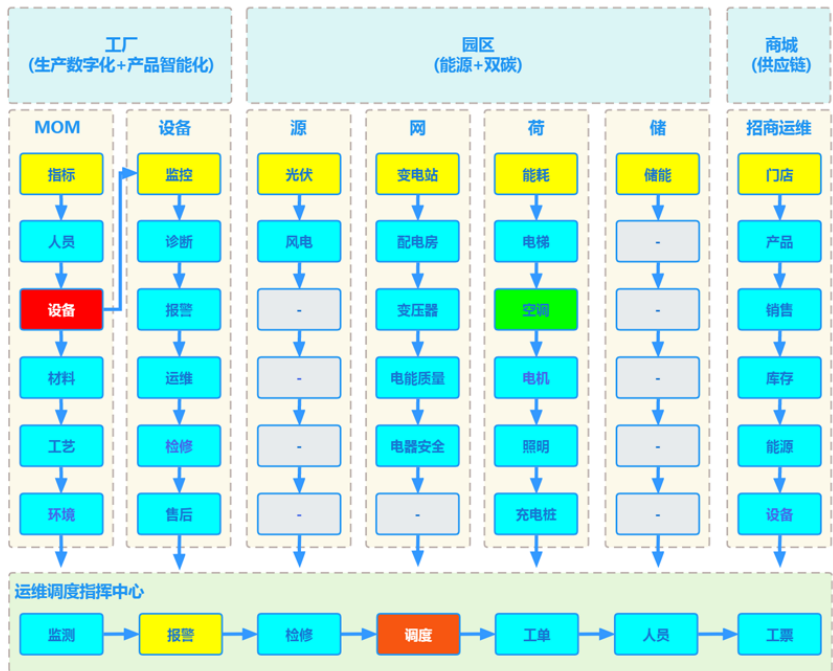 工厂
(生产数字化+产品智能化)
园区
(能源+双碳)
商城
(供应链)
MOM
设备
源
网
荷
储
招商运维
指标
监控
光伏
变电站
能耗
储能
门店
人员
诊断
风电
配电房
电梯
-
产品
设备
报警
-
变压器
空调
-
销售
材料
运维
-
电能质量
电机
-
库存
工艺
检修
-
电器安全
照明
-
能源
环境
售后
-
-
充电桩
-
设备
运维调度指挥中心
监测
报警
检修
调度
工单
人员
工票